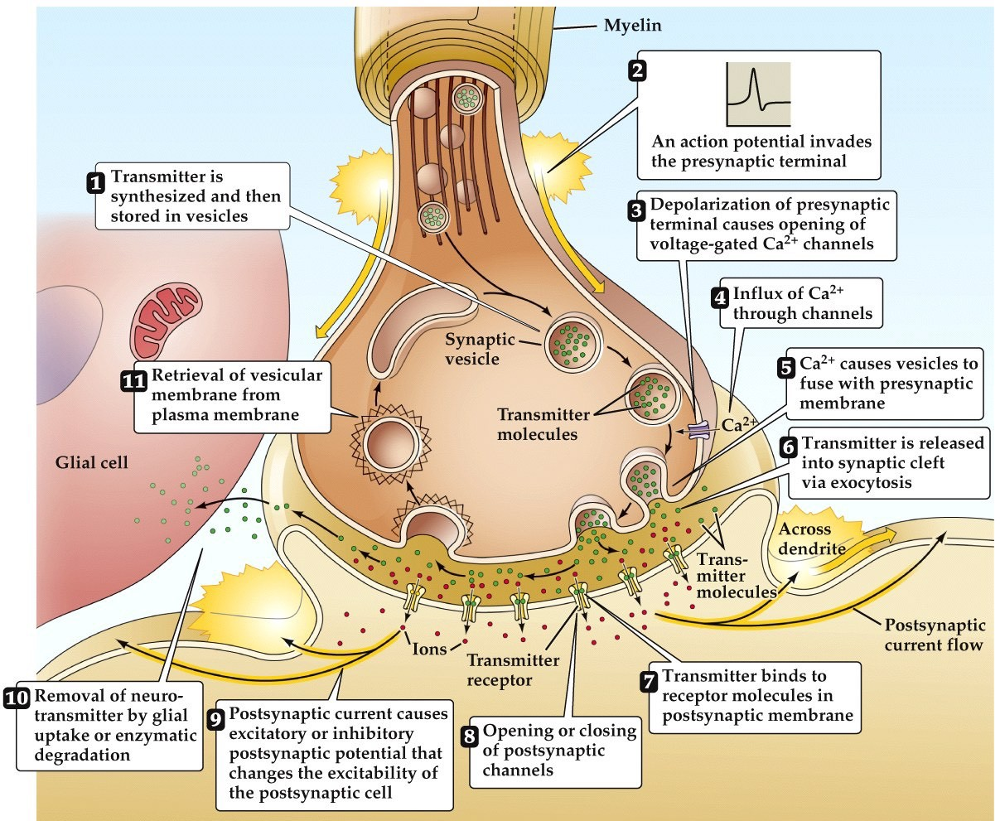 Myelin
2
An action potential invades
the presynaptic terminal
1
Transmitter is
synthesized and then
stored in vesicles
3
Depolarization of presynaptic
terminal causes opening of
voltage-gated Ca²⁺ channels
4
Influx of Ca²⁺
through channels
Synaptic
vesicle
5
Ca²⁺ causes vesicles to
fuse with presynaptic
membrane
11
Retrieval of vesicular
membrane from
plasma membrane
Transmitter
molecules
Ca²⁺
6
Transmitter is released
into synaptic cleft
via exocytosis
Glial cell
Across
dendrite
Trans-
mitter
molecules
Postsynaptic
current flow
Ions
Transmitter
receptor
7
Transmitter binds to
receptor molecules in
postsynaptic membrane
10
Removal of neuro-
transmitter by glial
uptake or enzymatic
degradation
9
Postsynaptic current causes
excitatory or inhibitory
postsynaptic potential that
changes the excitability of
the postsynaptic cell
8
Opening or closing
of postsynaptic
channels